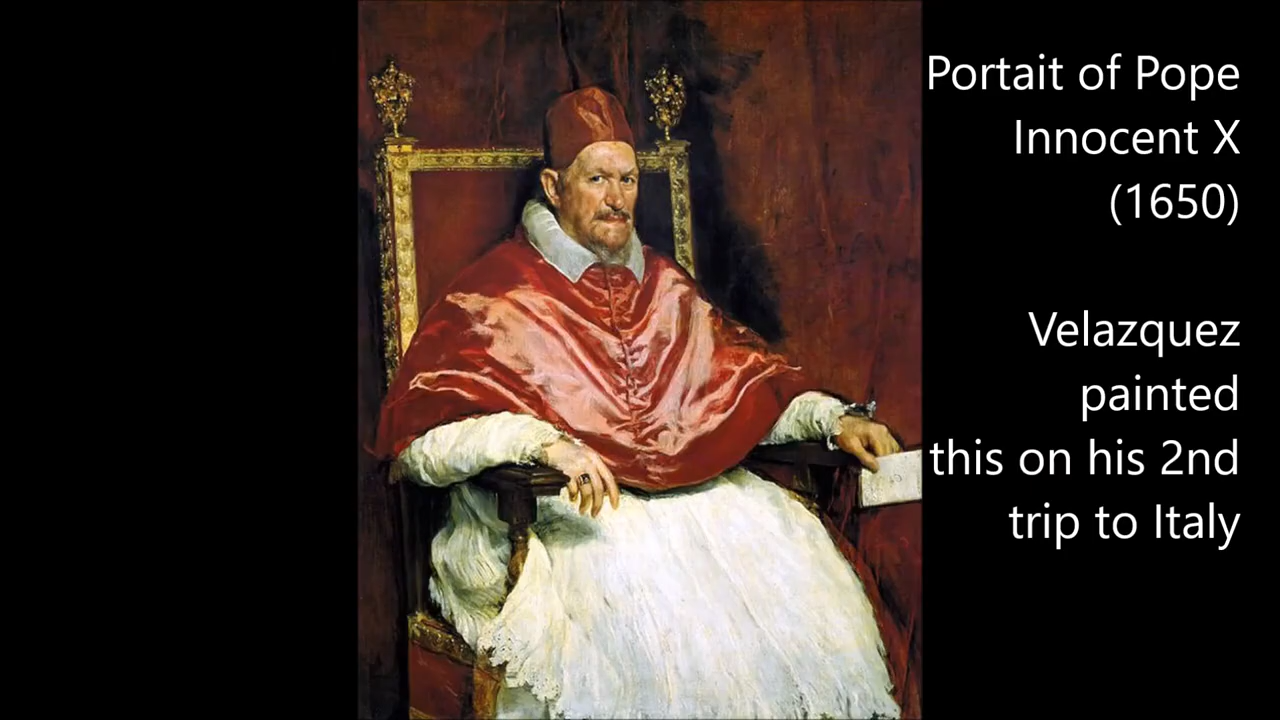 Portait of Pope
Innocent X
(1650)
Velazquez
painted
this on his 2nd
trip to Italy